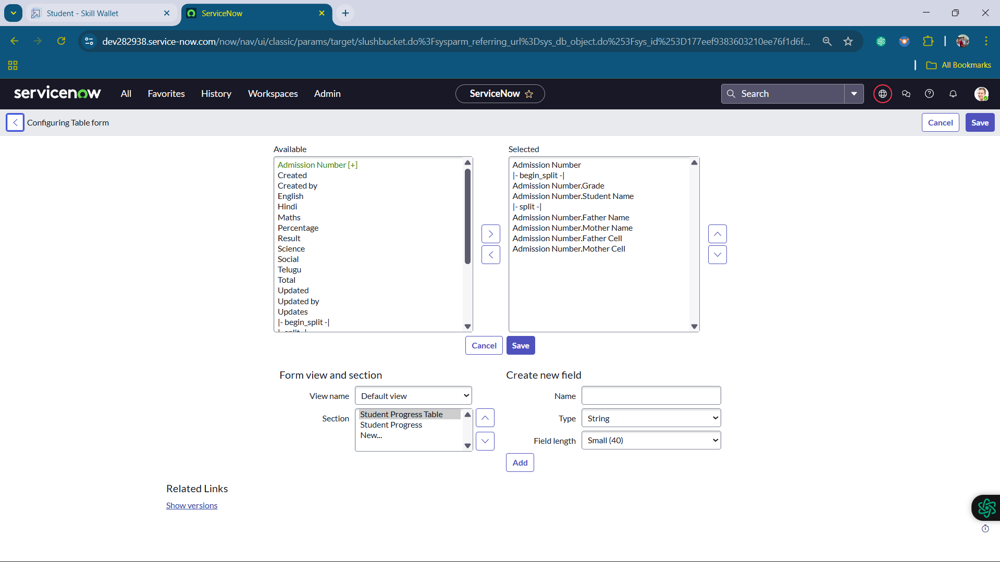 Student - Skill Wallet
ServiceNow
dev282938.service-now.com/now/nav/ui/classic/params/target/slushbucket.do%3Fsysparm_referring_url%3Dsys_db_object.do%253Fsys_id%253D177eef9383603210ee76f1d6f...
All Bookmarks
servicenow
All
Favorites
History
Workspaces
Admin
ServiceNow
Search
Configuring Table form
Cancel
Save
Available
Admission Number [+]
Created
Created by
English
Hindi
Maths
Percentage
Result
Science
Social
Telugu
Total
Updated
Updated by
Updates
|- begin_split -|
|- split -|
Selected
Admission Number
|- begin_split -|
Admission Number.Grade
Admission Number.Student Name
|- split -|
Admission Number.Father Name
Admission Number.Mother Name
Admission Number.Father Cell
Admission Number.Mother Cell
Cancel
Save
Form view and section
View name
Default view
Section
Student Progress Table
Student Progress
New...
Create new field
Name
Type
String
Field length
Small (40)
Add
Related Links
Show versions